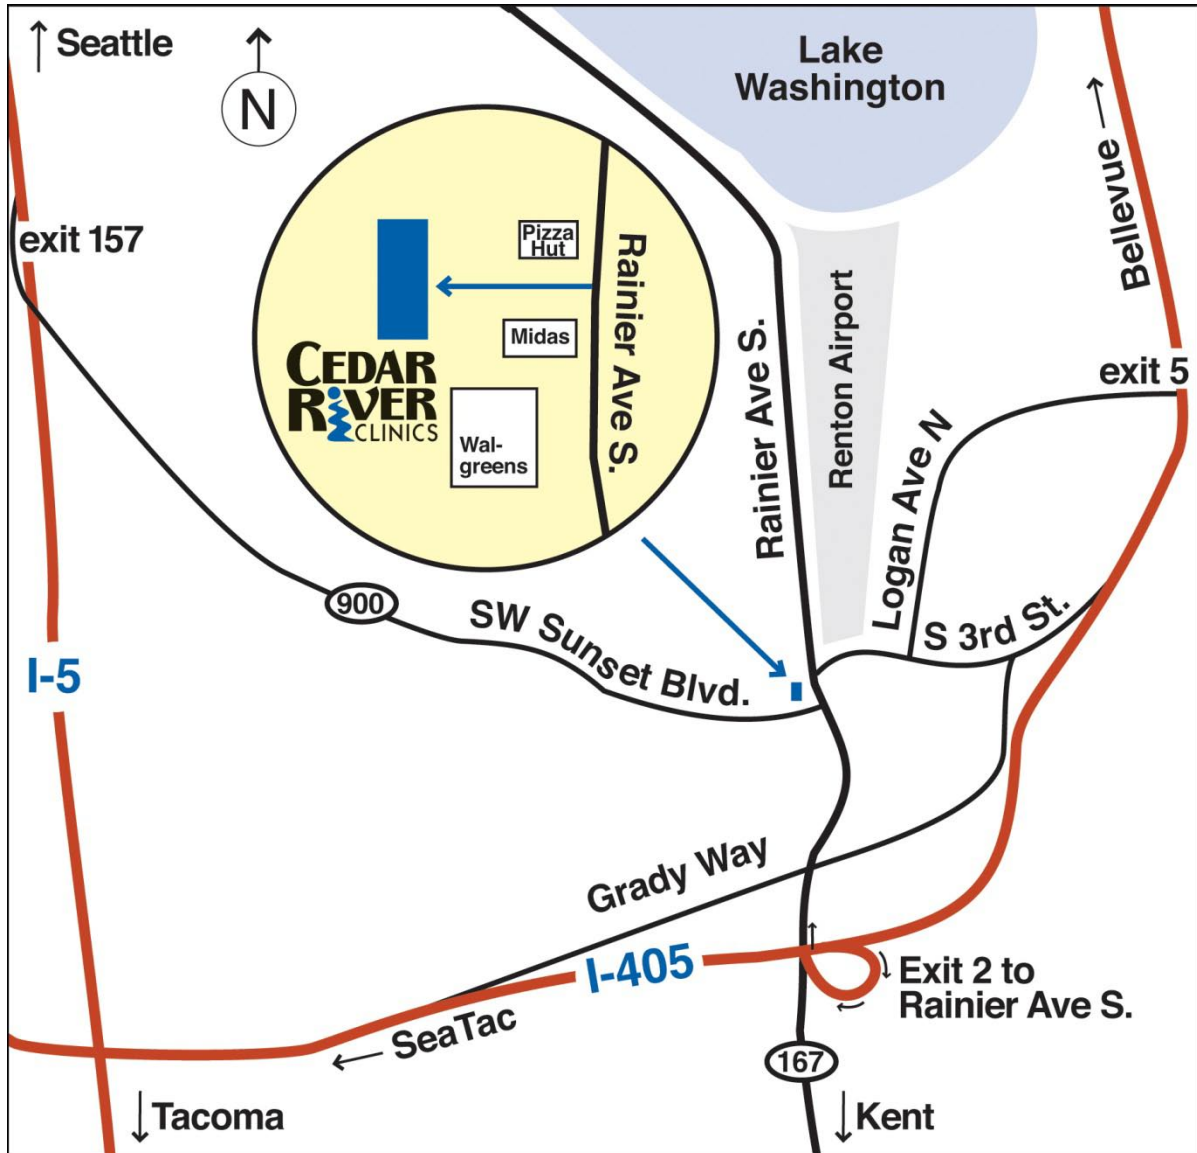 Seattle
N
Lake
Washington
Bellevue
exit 157
Pizza
Hut
Rainier Ave S.
Midas
CEDAR
RIVER
CLINICS
Wal-
greens
Rainier Ave S.
Renton Airport
exit 5
Logan Ave N
900
SW Sunset Blvd.
S 3rd St.
I-5
Grady Way
I-405
Exit 2 to
Rainier Ave S.
SeaTac
167
Tacoma
Kent